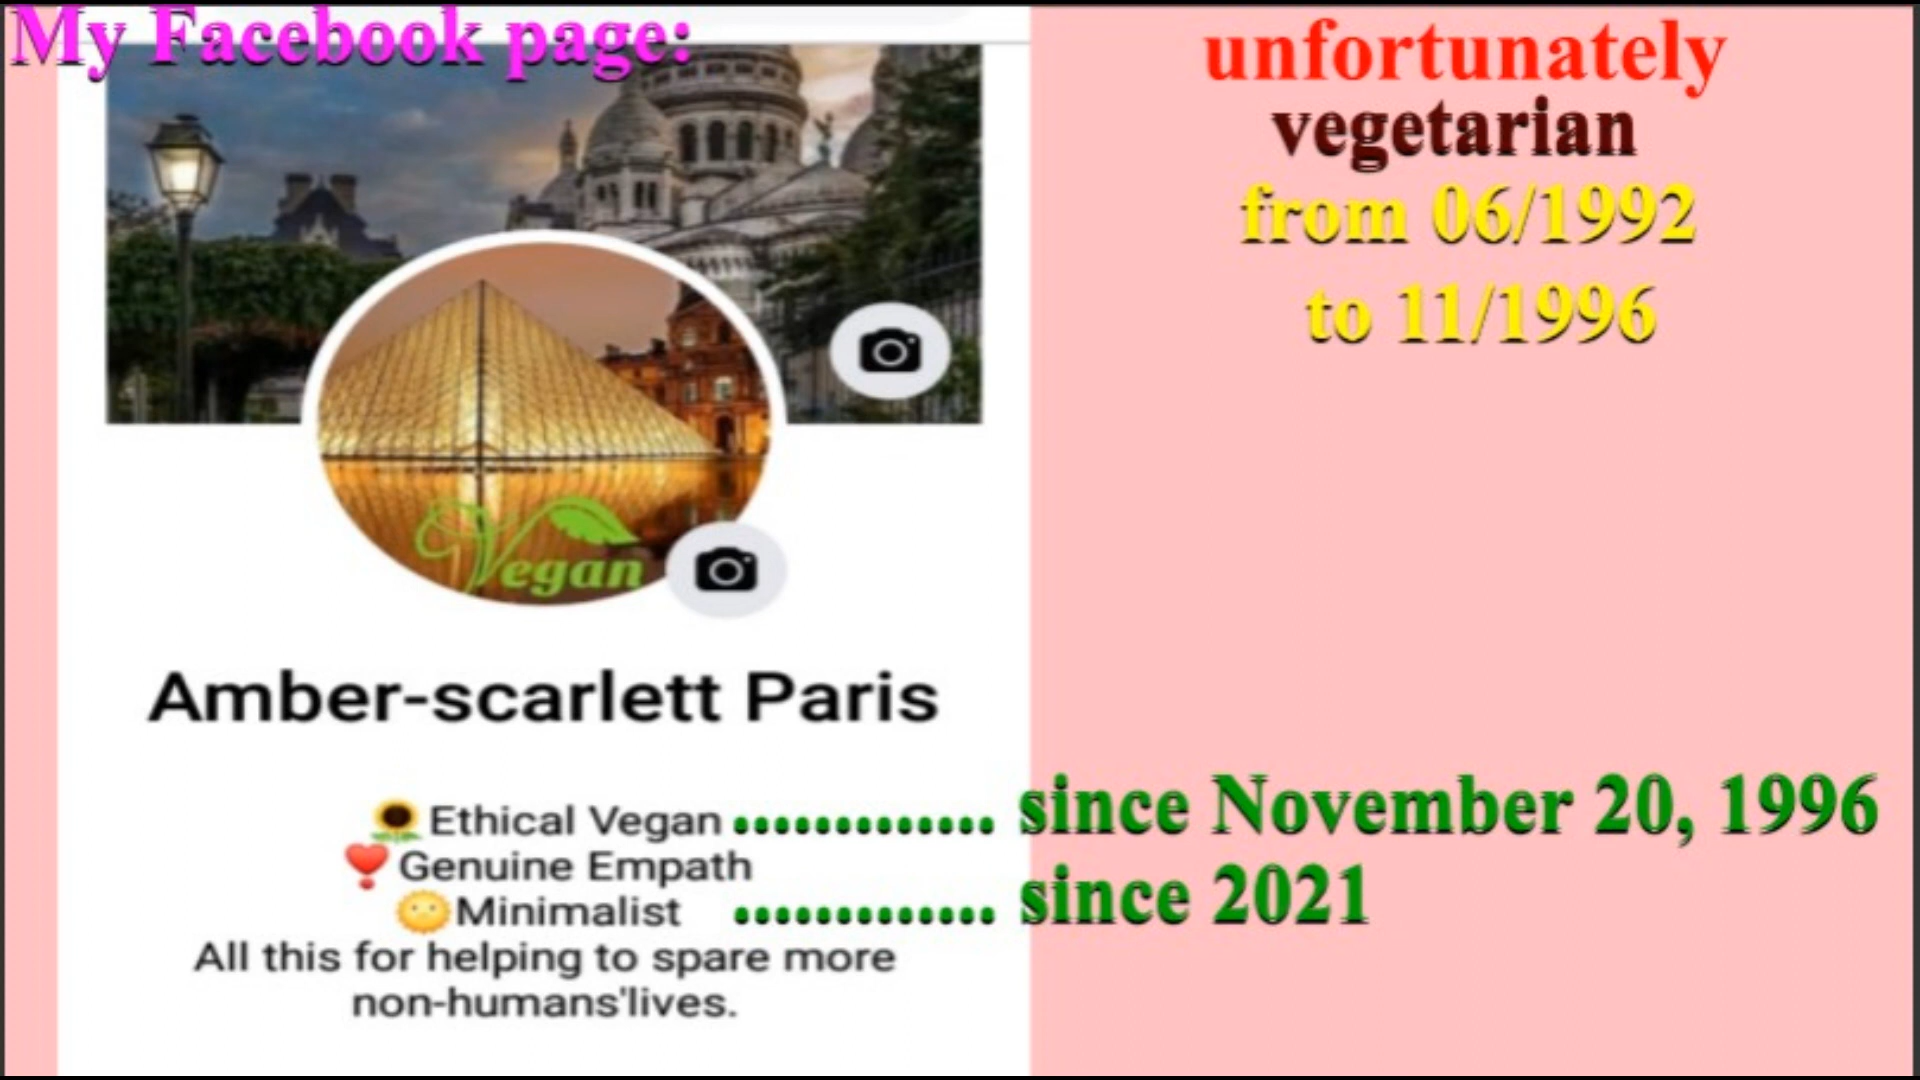 My Facebook page:
unfortunately
vegetarian
from 06/1992
to 11/1996
Vegan
Amber-scarlett Paris
🌻Ethical Vegan ............. since November 20, 1996
❣️Genuine Empath
😶Minimalist ............. since 2021
All this for helping to spare more
non-humans'lives.